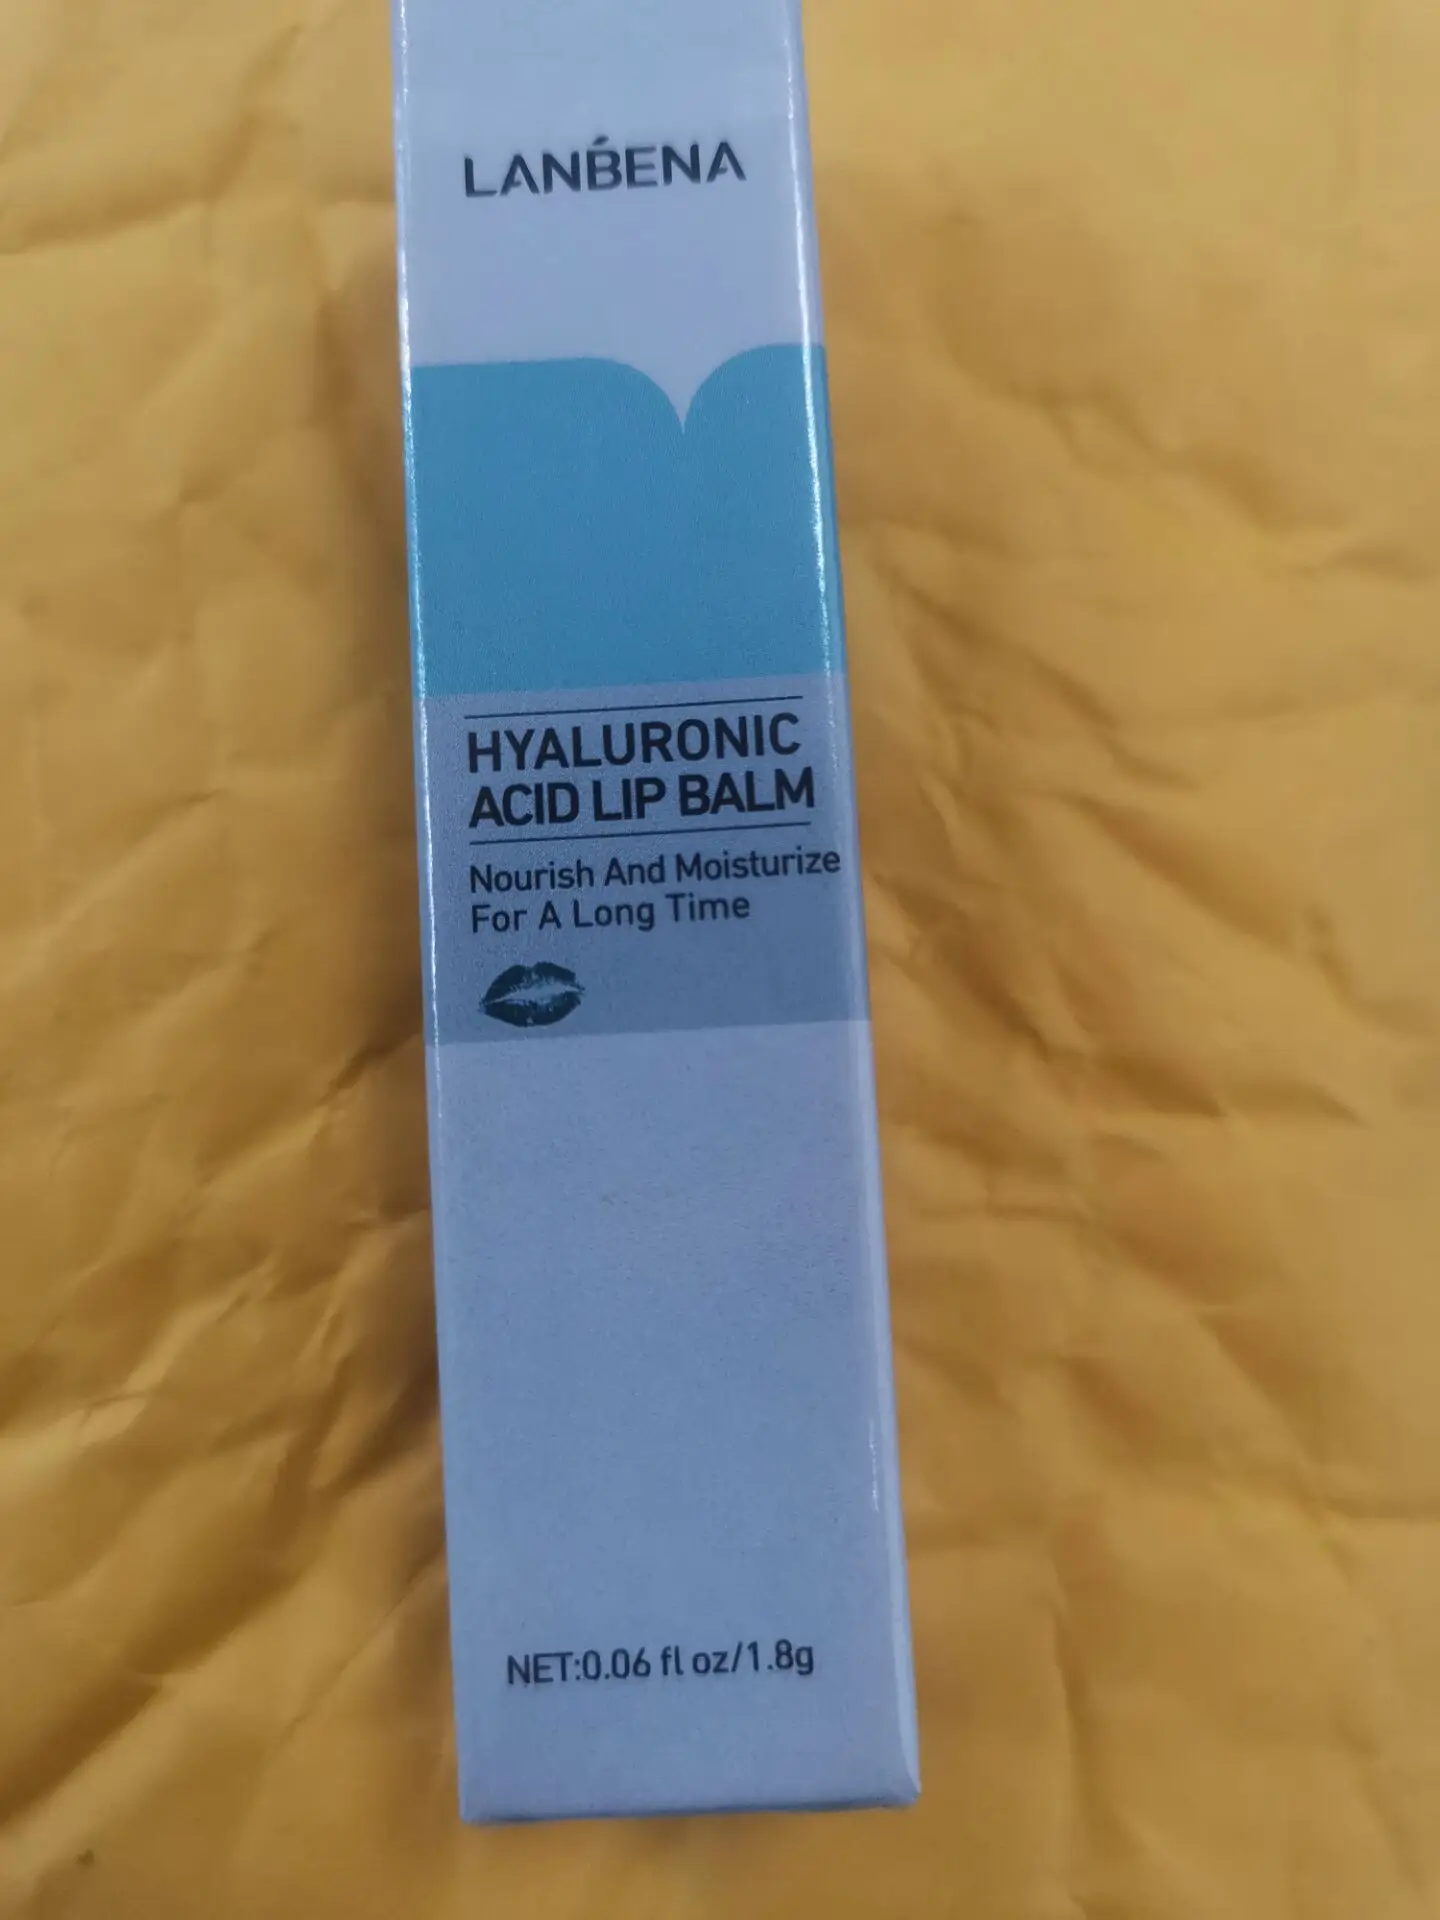 LANBENA
HYALURONIC
ACID LIP BALM
Nourish And Moisturize
For A Long Time
NET:0.06 fl oz/1.8g